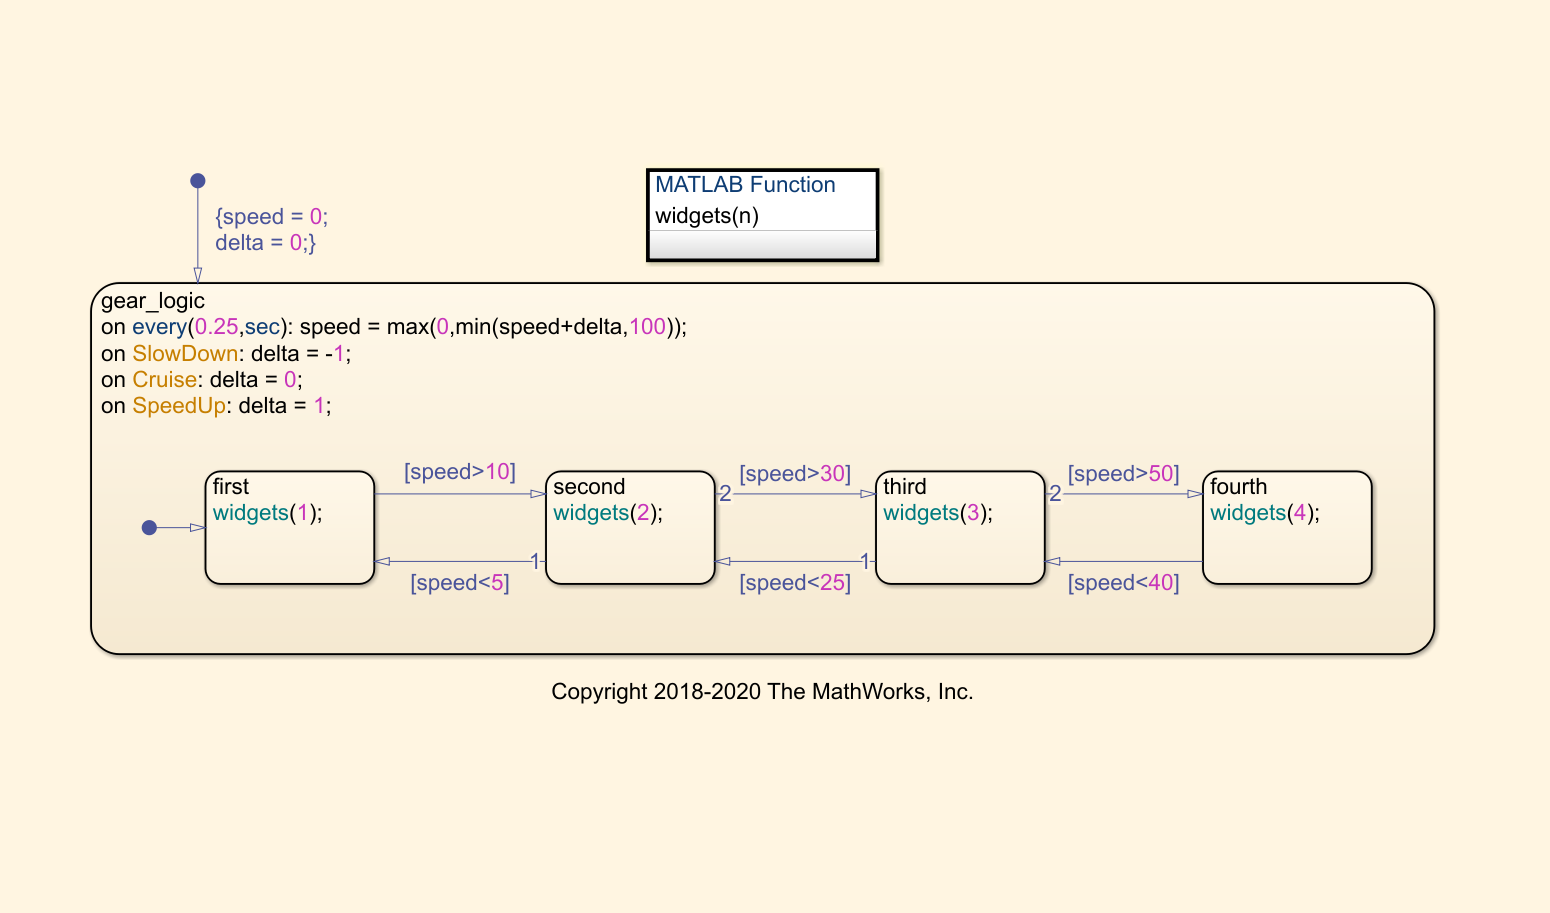 {speed = 0;
delta = 0;}
MATLAB Function
widgets(n)
gear_logic
on every(0.25,sec): speed = max(0,min(speed+delta,100));
on SlowDown: delta = -1;
on Cruise: delta = 0;
on SpeedUp: delta = 1;
[speed>10]
[speed>30]
[speed>50]
first
widgets(1);
second
widgets(2);
2
third
widgets(3);
2
fourth
widgets(4);
1
1
[speed<5]
[speed<25]
[speed<40]
Copyright 2018-2020 The MathWorks, Inc.